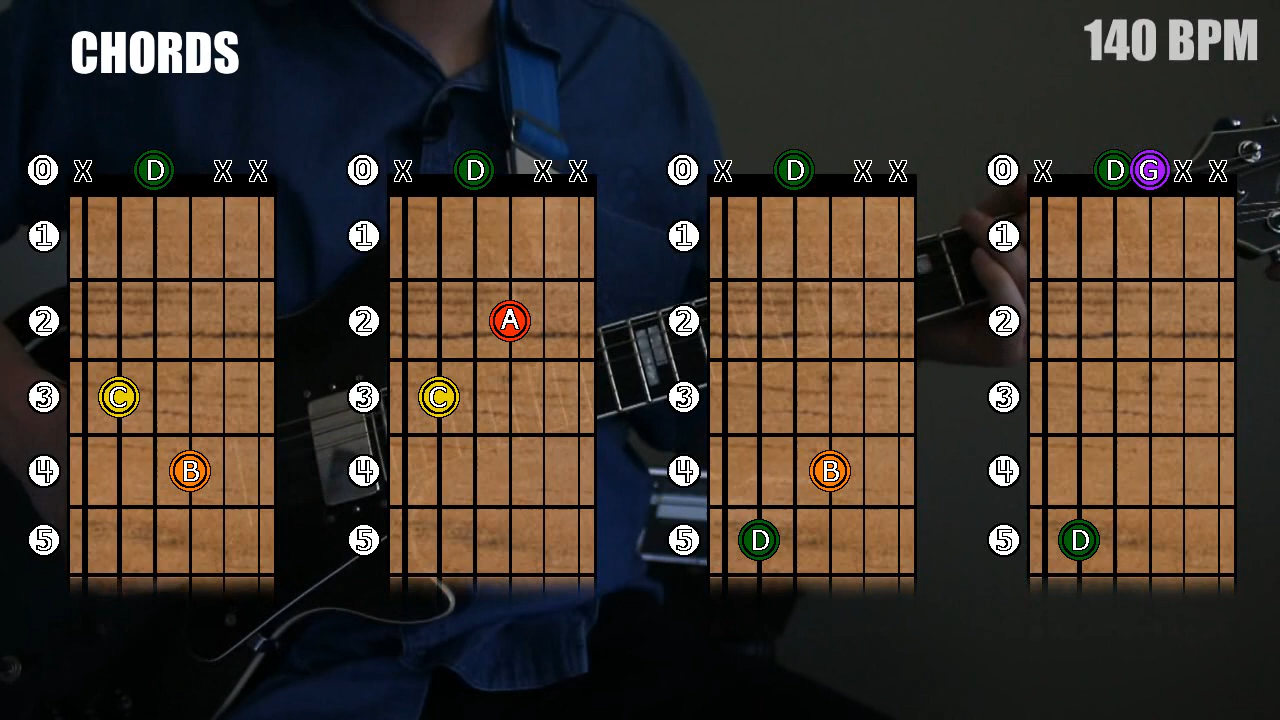 CHORDS 140 BPM
0 X D X X 0 X D X X 0 X D X X 0 X D G X X
1 1 1 1
2 2 A 2 2
3 C 3 C 3 3
4 B 4 4 B 4
5 5 5 D 5 D